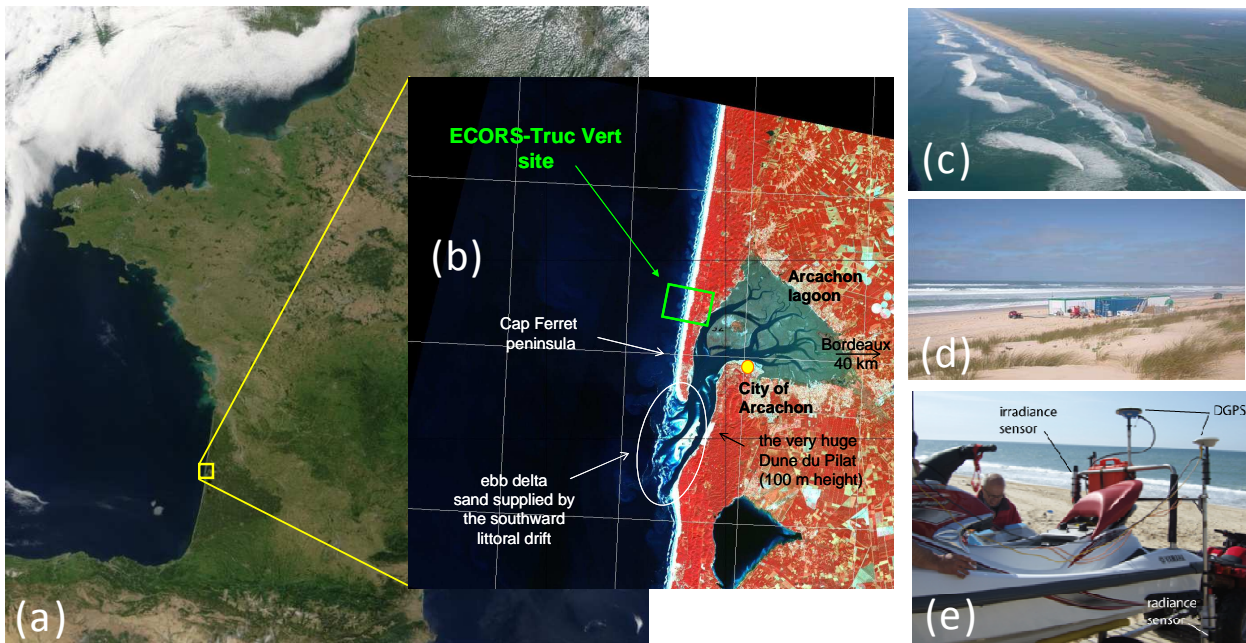 (a)
ECORS-Truc Vert
site
(b)
Arcachon
lagoon
Cap Ferret
peninsula
Bordeaux
40 km
City of
Arcachon
the very huge
Dune du Pilat
(100 m height)
ebb delta
sand supplied by
the southward
littoral drift
(c)
(d)
irradiance
sensor
DGPS
YAMAHA
radiance
sensor
(e)